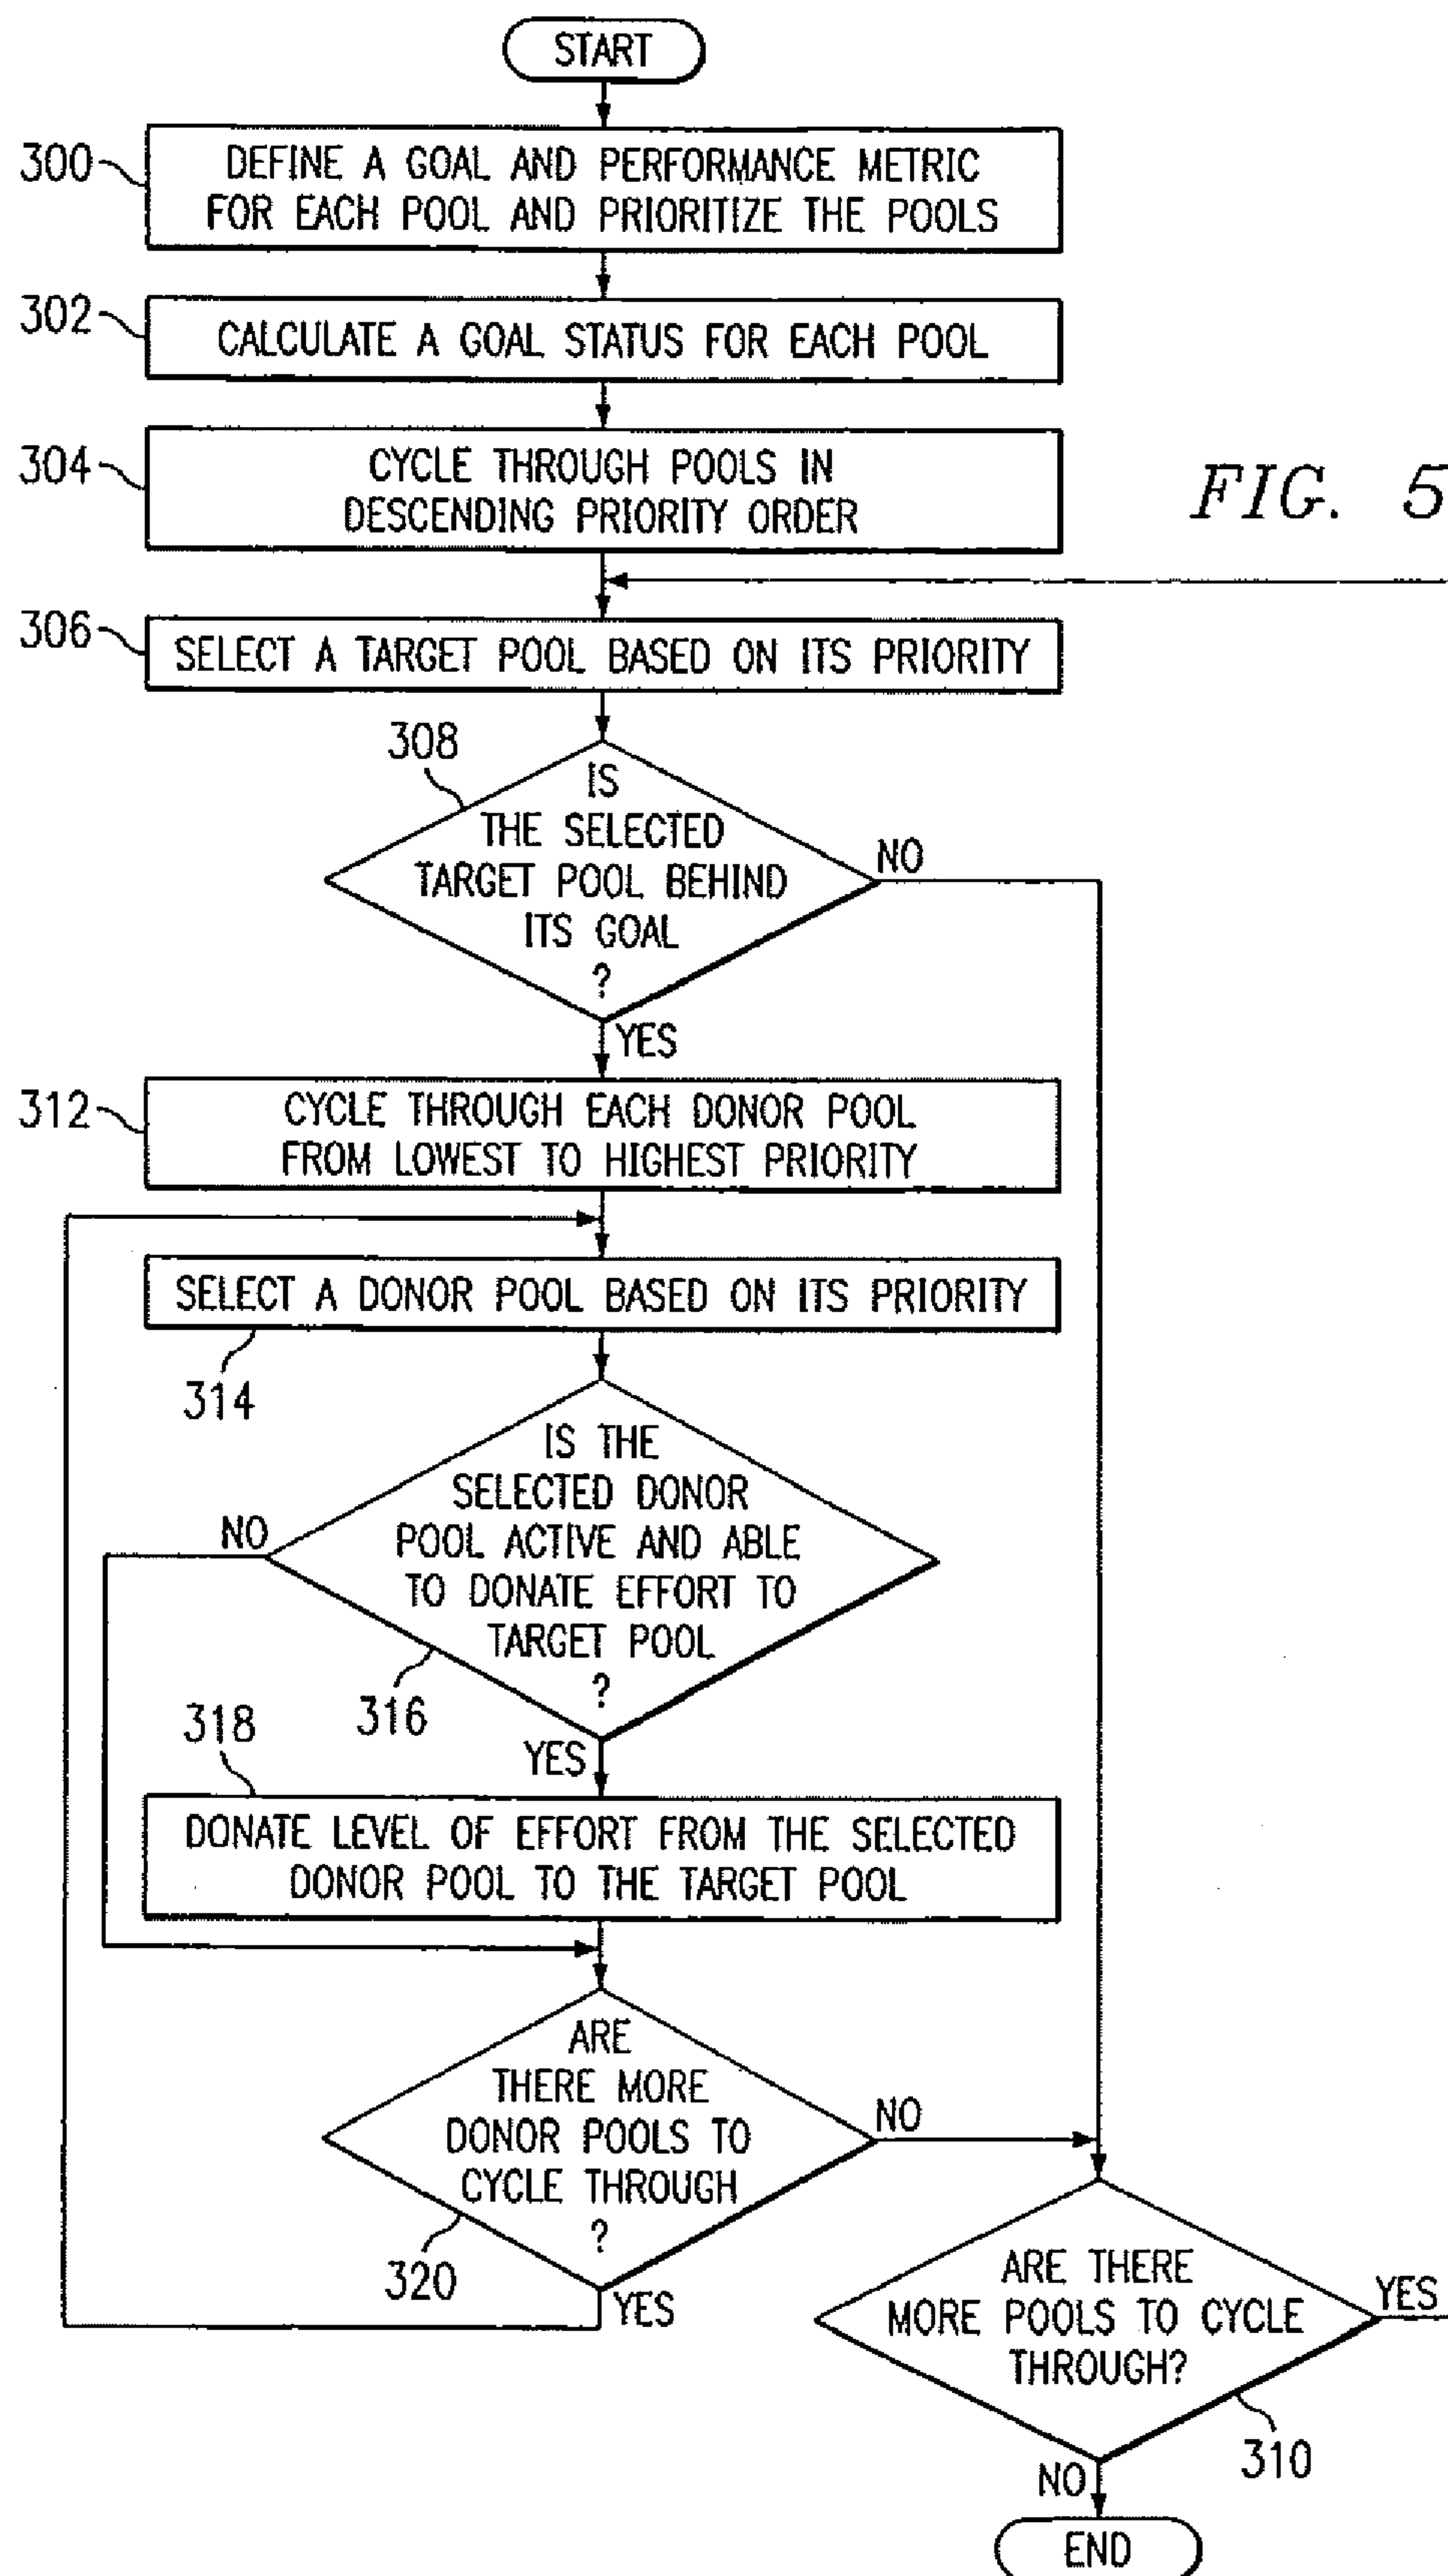 START
300
DEFINE A GOAL AND PERFORMANCE METRIC
FOR EACH POOL AND PRIORITIZE THE POOLS
302
CALCULATE A GOAL STATUS FOR EACH POOL
304
CYCLE THROUGH POOLS IN
DESCENDING PRIORITY ORDER
FIG. 5
306
SELECT A TARGET POOL BASED ON ITS PRIORITY
308
IS
THE SELECTED
TARGET POOL BEHIND
ITS GOAL
?
NO
YES
312
CYCLE THROUGH EACH DONOR POOL
FROM LOWEST TO HIGHEST PRIORITY
SELECT A DONOR POOL BASED ON ITS PRIORITY
314
IS THE
SELECTED DONOR
POOL ACTIVE AND ABLE
TO DONATE EFFORT TO
TARGET POOL
?
NO
316
YES
318
DONATE LEVEL OF EFFORT FROM THE SELECTED
DONOR POOL TO THE TARGET POOL
ARE
THERE MORE
DONOR POOLS TO
CYCLE THROUGH
?
NO
320
YES
ARE THERE
MORE POOLS TO CYCLE
THROUGH?
YES
310
NO
END